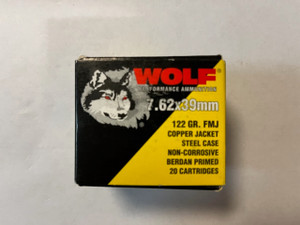 WOLF®
PERFORMANCE AMMUNITION
7.62x39mm
122 GR. FMJ
COPPER JACKET
STEEL CASE
NON-CORROSIVE
BERDAN PRIMED
20 CARTRIDGES